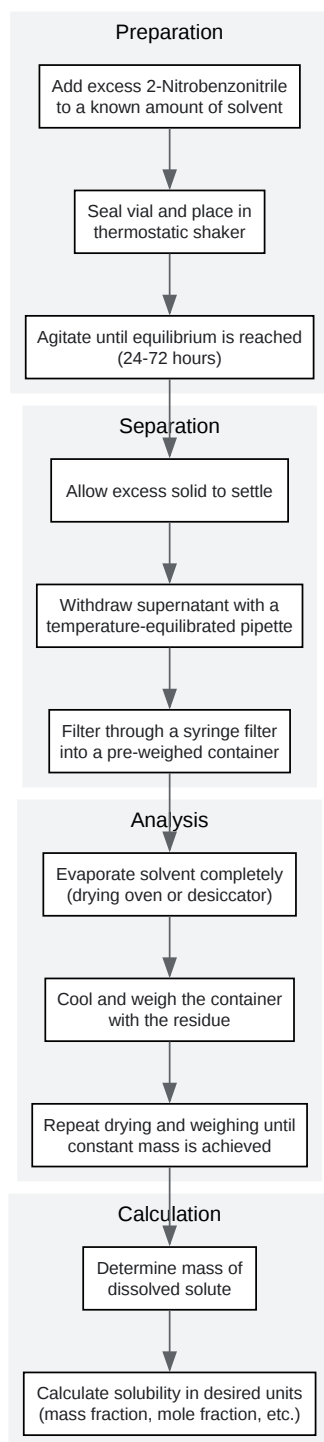 Preparation
Add excess 2-Nitrobenzonitrile
to a known amount of solvent
Seal vial and place in
thermostatic shaker
Agitate until equilibrium is reached
(24-72 hours)
Separation
Allow excess solid to settle
Withdraw supernatant with a
temperature-equilibrated pipette
Filter through a syringe filter
into a pre-weighed container
Analysis
Evaporate solvent completely
(drying oven or desiccator)
Cool and weigh the container
with the residue
Repeat drying and weighing until
constant mass is achieved
Calculation
Determine mass of
dissolved solute
Calculate solubility in desired units
(mass fraction, mole fraction, etc.)